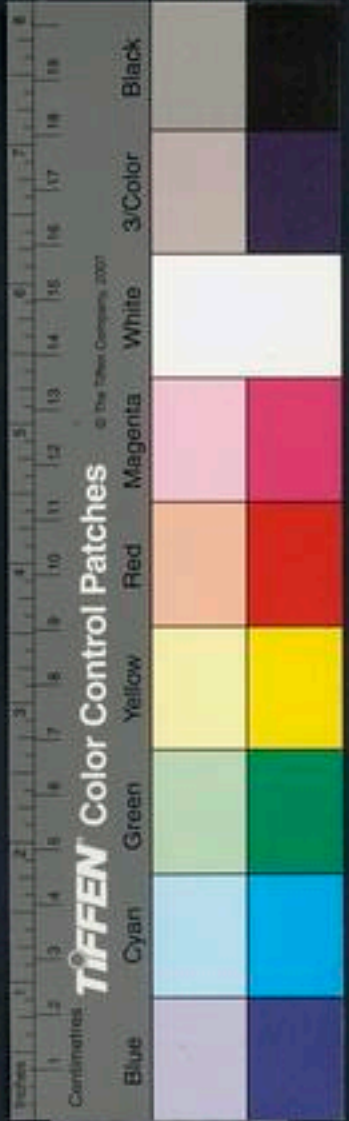 Inches 1 2 3 4 5 6 7 8
Centimetres 1 2 3 4 5 6 7 8 9 10 11 12 13 14 15 16 17 18 19
TIFFEN Color Control Patches © The Tiffen Company, 2007
Blue Cyan Green Yellow Red Magenta White 3/Color Black